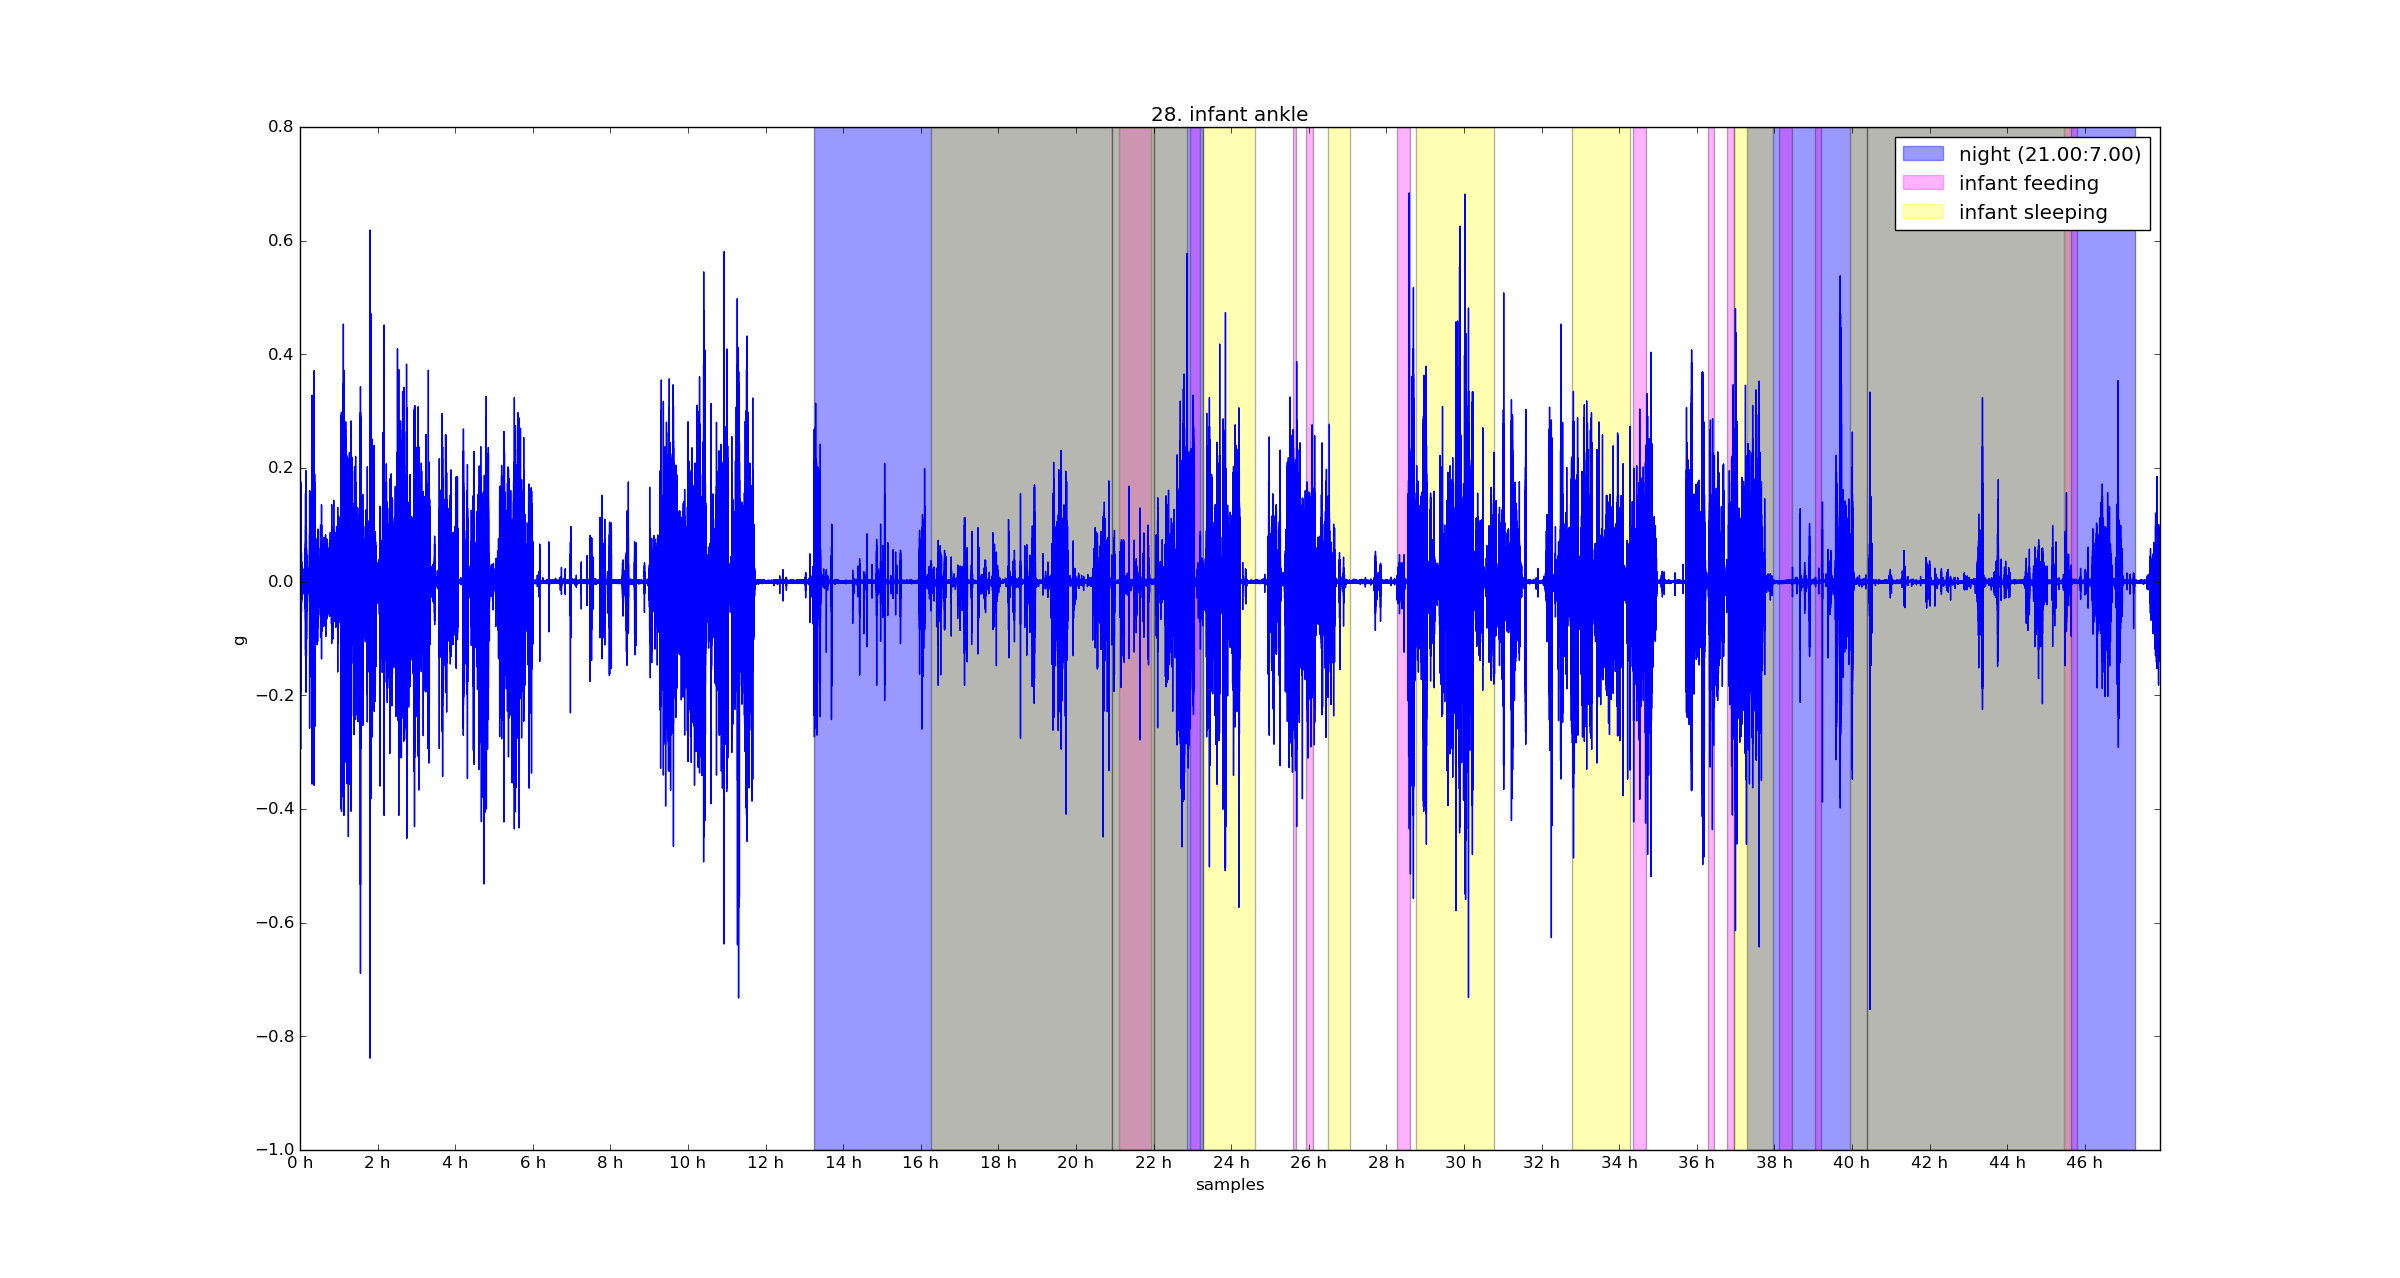 28. infant ankle
0.8
0.6
0.4
0.2
0.0
−0.2
−0.4
−0.6
−0.8
−1.0
g
night (21.00:7.00)
infant feeding
infant sleeping
0 h 2 h 4 h 6 h 8 h 10 h 12 h 14 h 16 h 18 h 20 h 22 h 24 h 26 h 28 h 30 h 32 h 34 h 36 h 38 h 40 h 42 h 44 h 46 h
samples